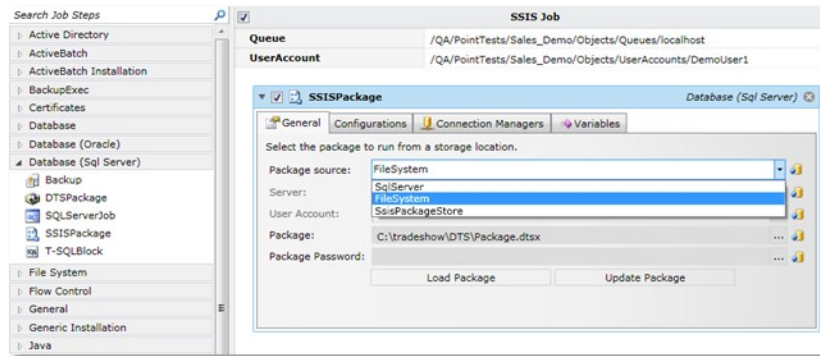 Search Job Steps
Active Directory
ActiveBatch
ActiveBatch Installation
BackupExec
Certificates
Database
Database (Oracle)
Database (Sql Server)
Backup
DTSPackage
SQLServerJob
SSISPackage
T-SQLBlock
File System
Flow Control
General
Generic Installation
Java
SSIS Job
Queue /QA/PointTests/Sales_Demo/Objects/Queues/localhost
UserAccount /QA/PointTests/Sales_Demo/Objects/UserAccounts/DemoUser1
SSISPackage Database (Sql Server)
General Configurations Connection Managers Variables
Select the package to run from a storage location.
Package source: FileSystem
SqlServer
Server: FileSystem
User Account: SsisPackageStore
Package: C:\tradeshow\DTS\Package.dtsx ...
Package Password: ...
Load Package Update Package